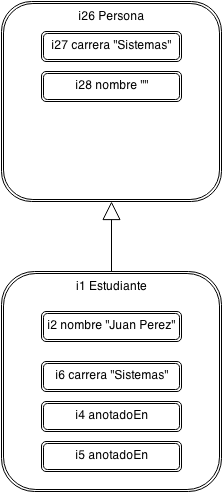 i26 Persona
i27 carrera "Sistemas"
i28 nombre ""
i1 Estudiante
i2 nombre "Juan Perez"
i6 carrera "Sistemas"
i4 anotadoEn
i5 anotadoEn